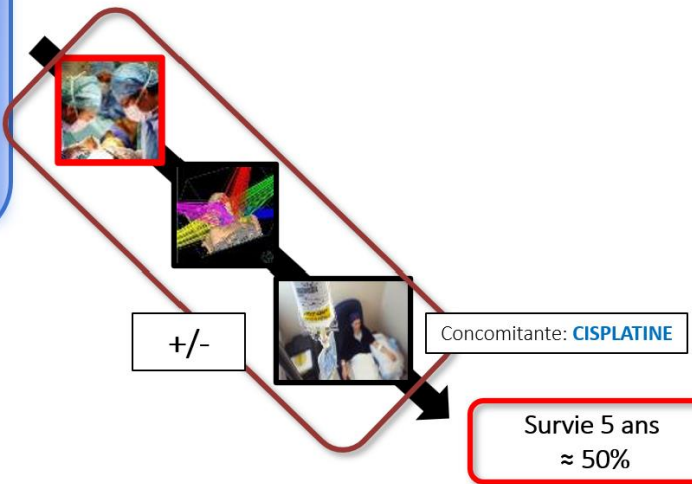 +/-
Concomitante: CISPLATINE
Survie 5 ans
≈ 50%